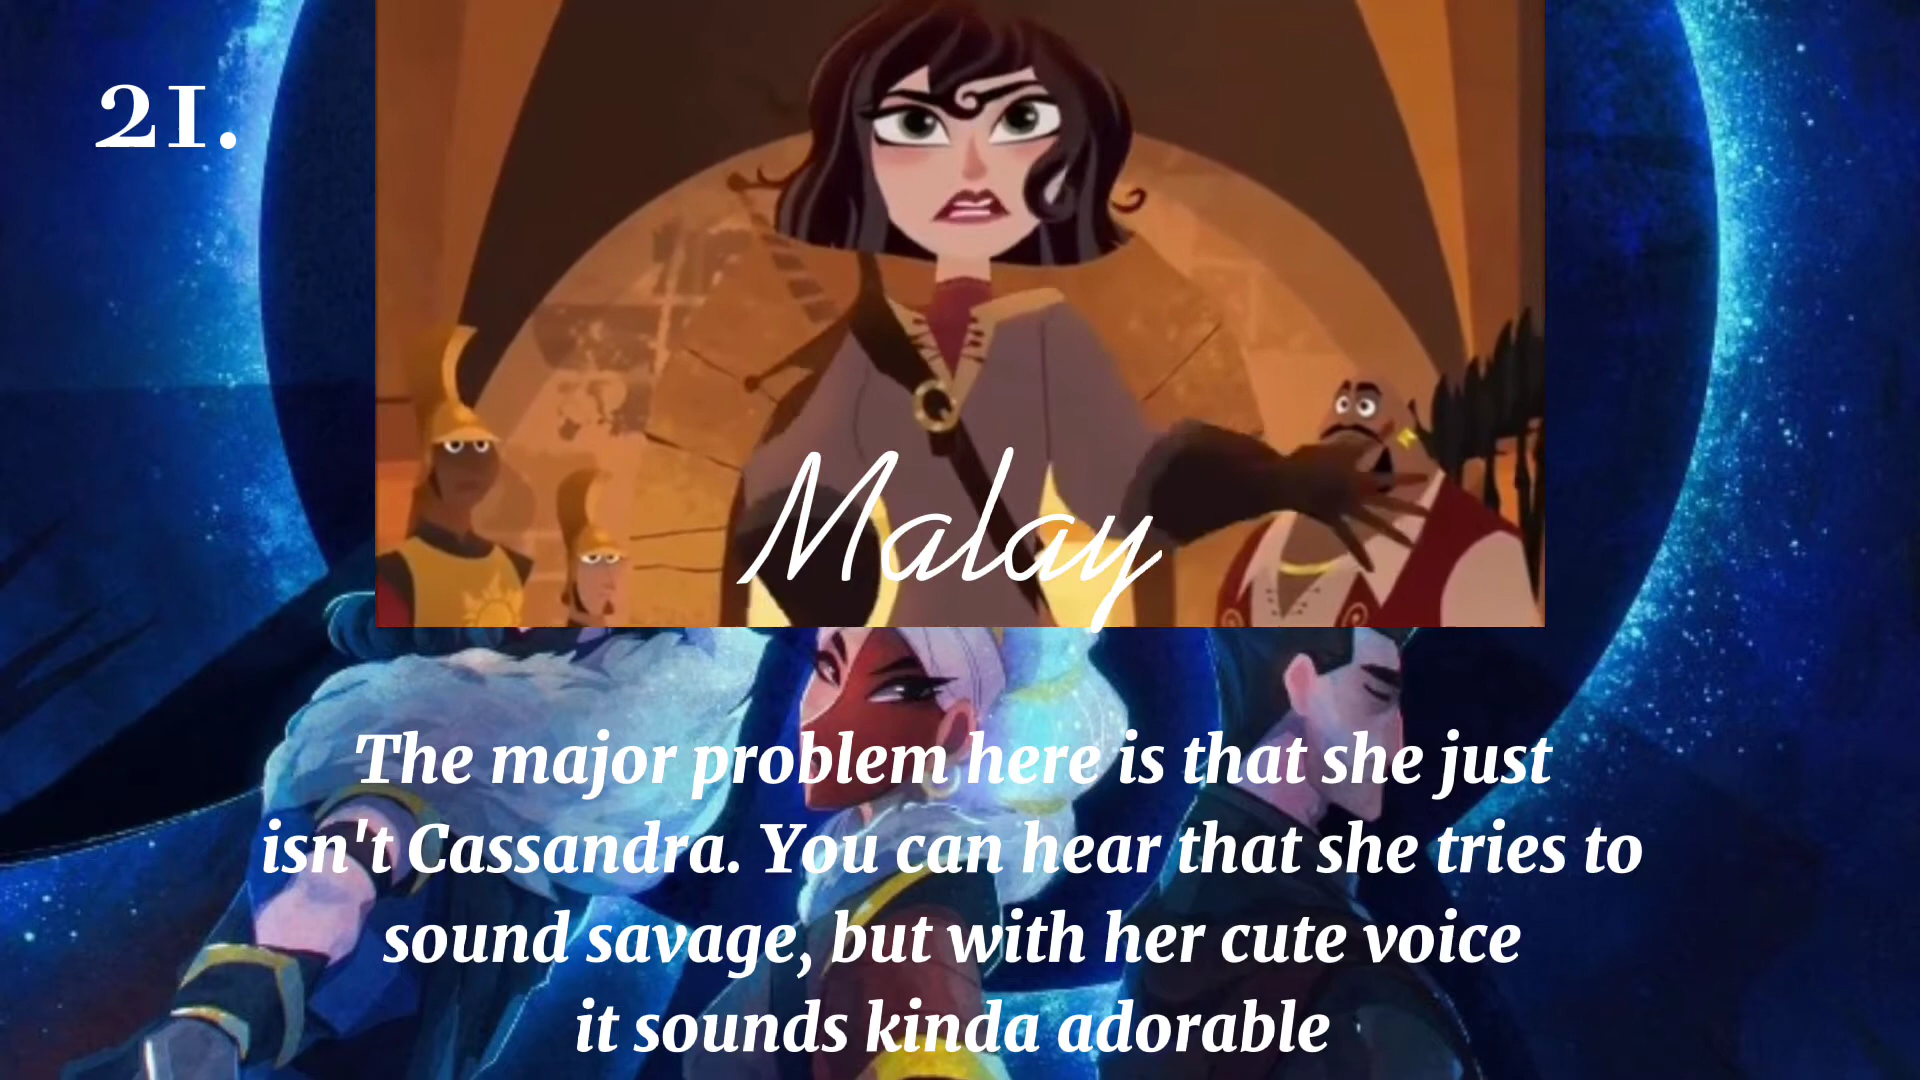 21.
Malay
The major problem here is that she just
isn't Cassandra. You can hear that she tries to
sound savage, but with her cute voice
it sounds kinda adorable